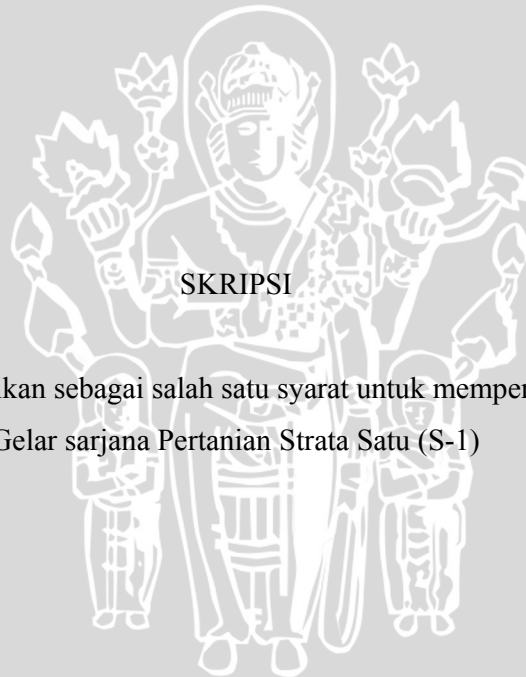 SKRIPSI
kan sebagai salah satu syarat untuk memper
Gelar sarjana Pertanian Strata Satu (S-1)